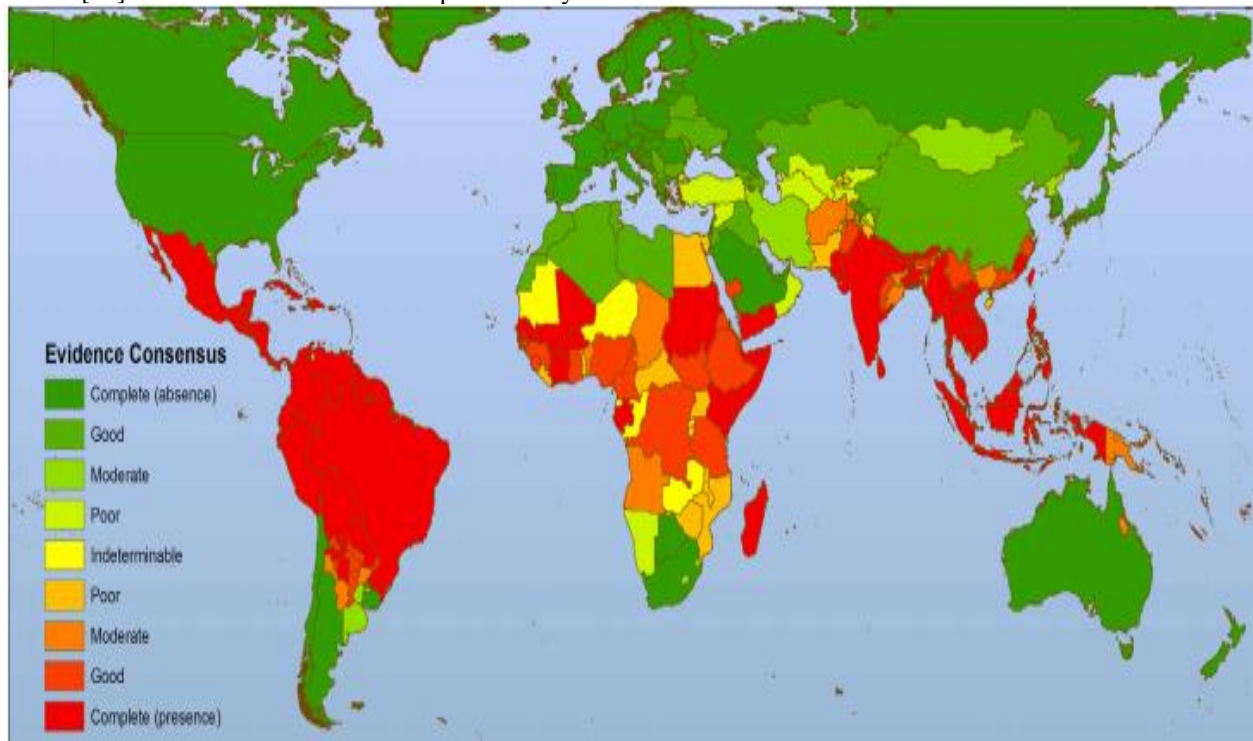 Evidence Consensus
Complete (absence)
Good
Moderate
Poor
Indeterminable
Poor
Moderate
Good
Complete (presence)